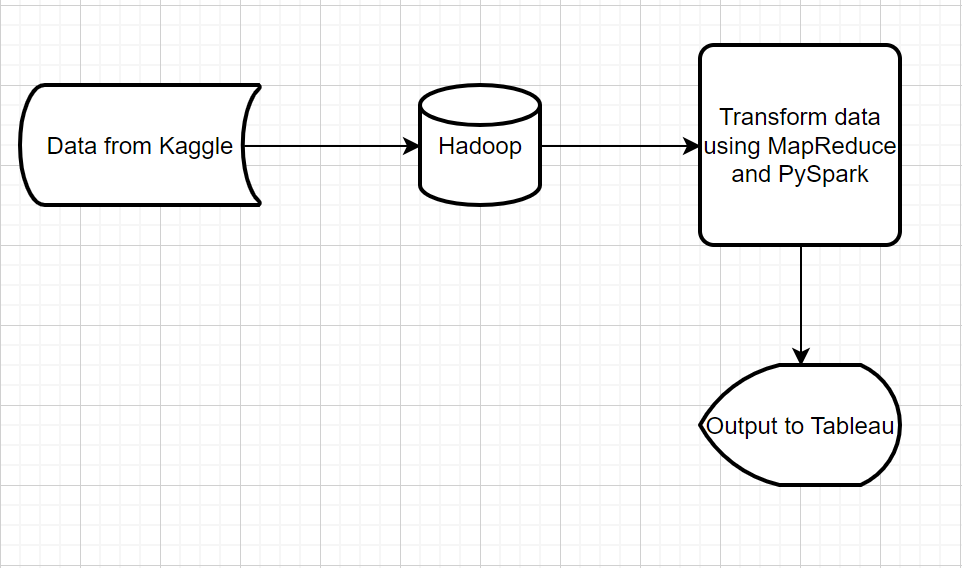 Data from Kaggle
Hadoop
Transform data
using MapReduce
and PySpark
Output to Tableau